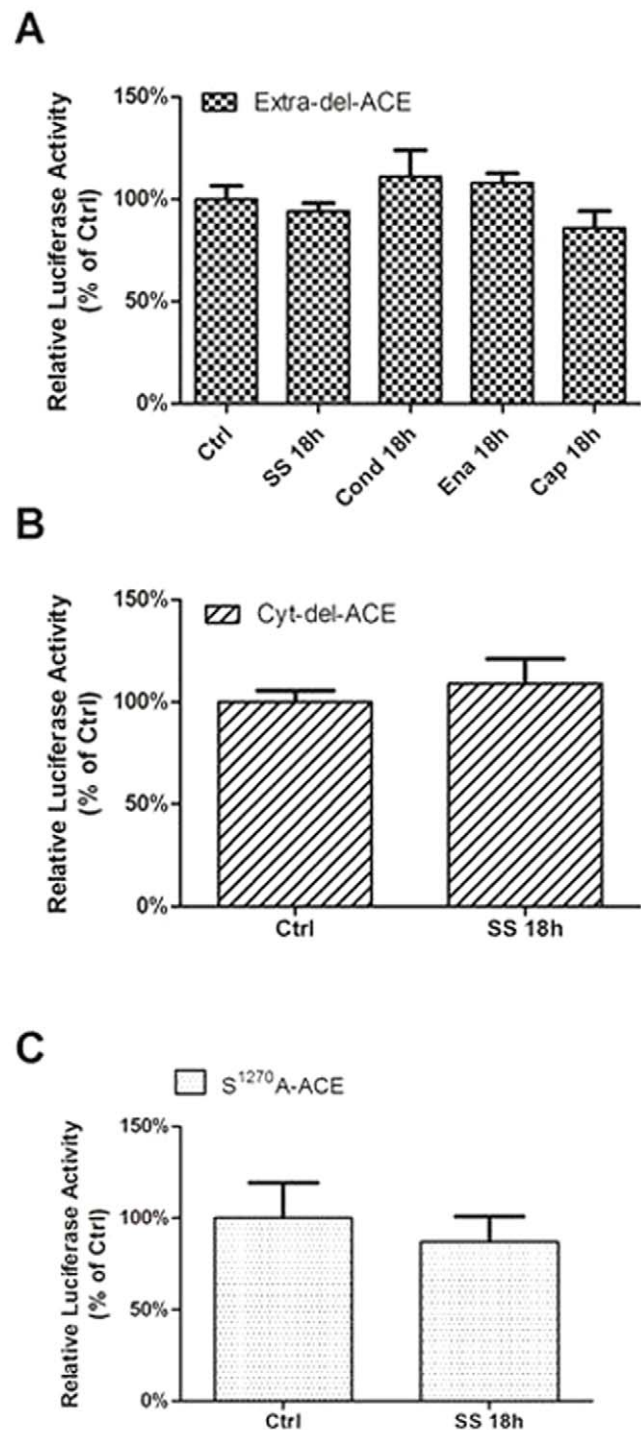 A
Extra-del-ACE
Relative Luciferase Activity
(% of Ctrl)
150%
100%
50%
0%
Ctrl
SS 18h
Cond 18h
Ena 18h
Cap 18h
B
Cyt-del-ACE
Relative Luciferase Activity
(% of Ctrl)
150%
100%
50%
0%
Ctrl
SS 18h
C
S¹²⁷⁰A-ACE
Relative Luciferase Activity
(% of Ctrl)
150%
100%
50%
0%
Ctrl
SS 18h